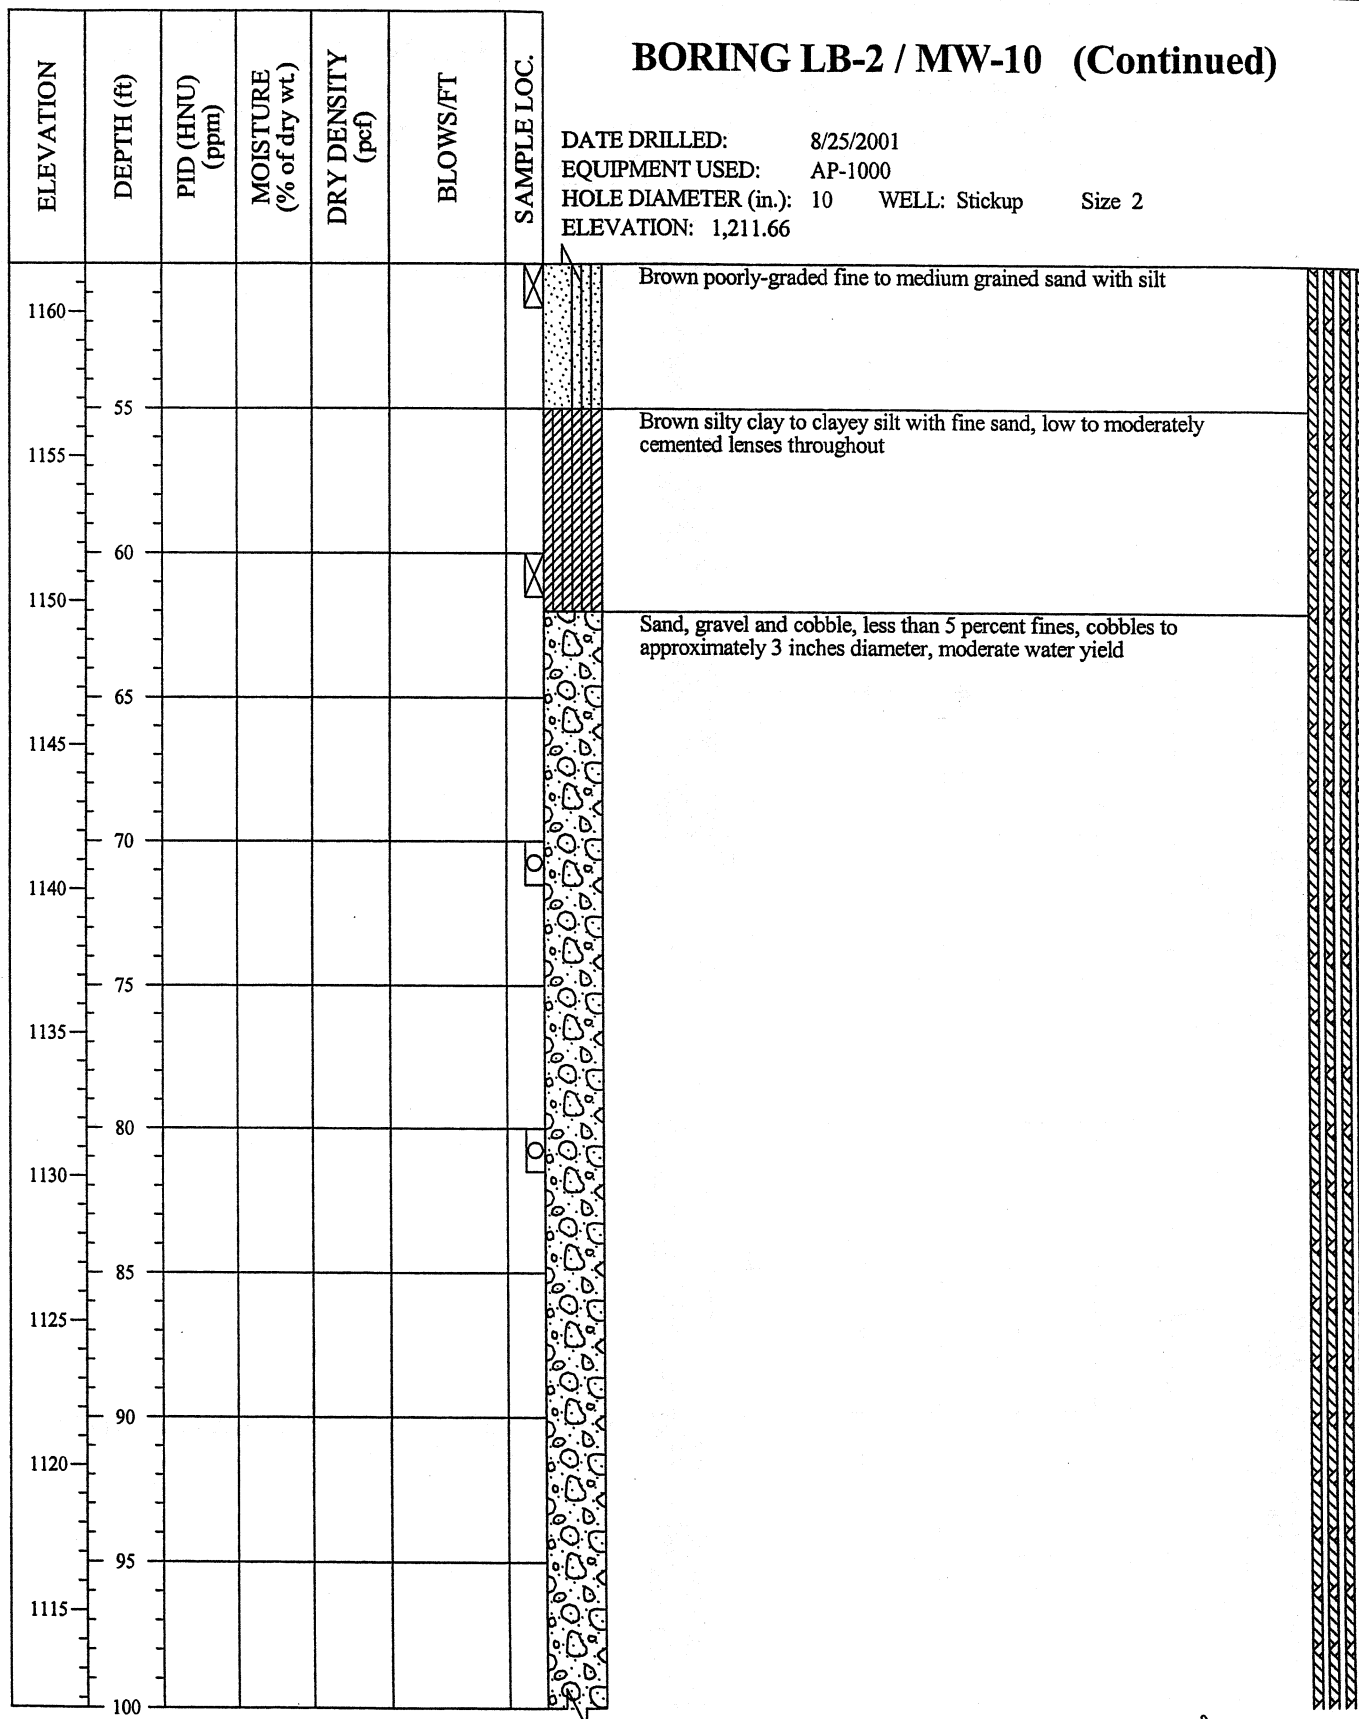 BORING LB-2 / MW-10 (Continued)
ELEVATION
DEPTH (ft)
PID (HNU)
(ppm)
MOISTURE
(% of dry wt.)
DRY DENSITY
(pcf)
BLOWS/FT
SAMPLE LOC.
DATE DRILLED: 8/25/2001
EQUIPMENT USED: AP-1000
HOLE DIAMETER (in.): 10 WELL: Stickup Size 2
ELEVATION: 1,211.66
Brown poorly-graded fine to medium grained sand with silt
1160
55
Brown silty clay to clayey silt with fine sand, low to moderately
cemented lenses throughout
1155
60
1150
Sand, gravel and cobble, less than 5 percent fines, cobbles to
approximately 3 inches diameter, moderate water yield
65
1145
70
1140
75
1135
80
1130
85
1125
90
1120
95
1115
100